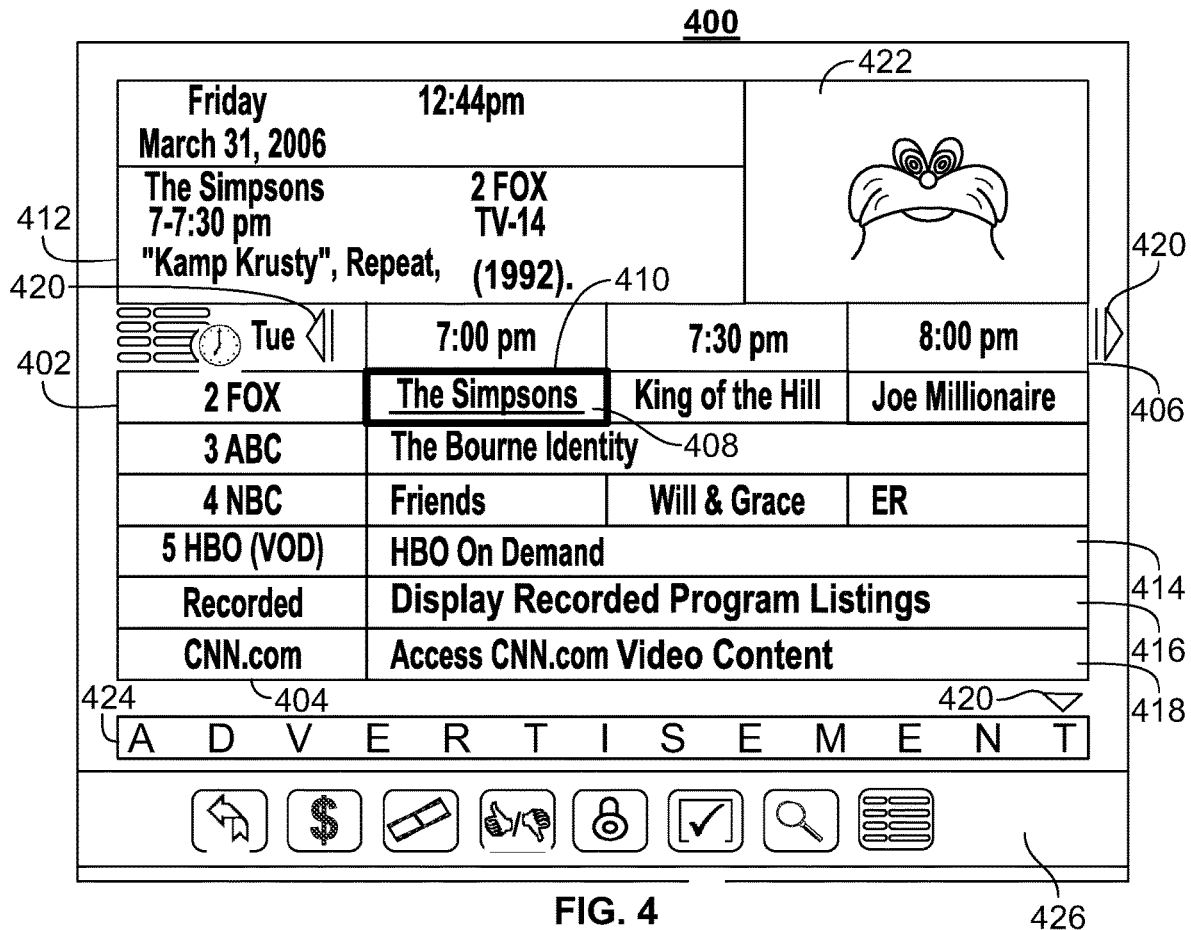 400
422
Friday 12:44pm
March 31, 2006
The Simpsons 2 FOX
7-7:30 pm TV-14
"Kamp Krusty", Repeat, (1992).
412
420
410
420
Tue 7:00 pm 7:30 pm 8:00 pm
402
406
2 FOX The Simpsons King of the Hill Joe Millionaire
408
3 ABC The Bourne Identity
4 NBC Friends Will & Grace ER
5 HBO (VOD) HBO On Demand
414
Recorded Display Recorded Program Listings
416
CNN.com Access CNN.com Video Content
418
424
404
420
A D V E R T I S E M E N T
$
/
426
FIG. 4